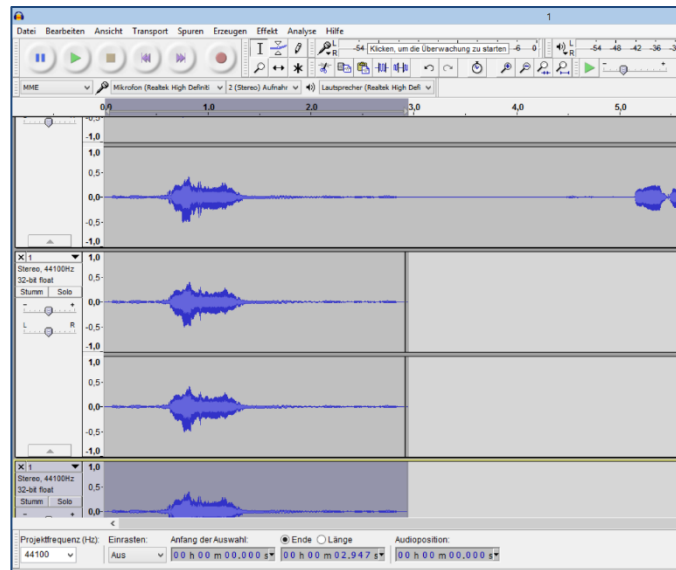 1
Datei Bearbeiten Ansicht Transport Spuren Erzeugen Effekt Analyse Hilfe
L R -54 Klicken, um die Überwachung zu starten -6 0 L R -54 -48 -42 -36
MME Mikrofon (Realtek High Definiti 2 (Stereo) Aufnahr Lautsprecher (Realtek High Defi
0,0 1,0 2,0 3,0 4,0 5,0
-0,5
-1,0
1,0
0,5
0,0
-0,5
-1,0
X 1 1,0
Stereo, 44100Hz
32-bit float 0,5
Stumm Solo
- + 0,0
L R -0,5
-1,0
1,0
0,5
0,0
-0,5
-1,0
X 1 1,0
Stereo, 44100Hz
32-bit float 0,5
Stumm Solo
- + 0,0
Projektfrequenz (Hz): Einrasten: Anfang der Auswahl: Ende Länge Audioposition:
44100 Aus 00 h 00 m 00,000 s 00 h 00 m 02,947 s 00 h 00 m 00,000 s